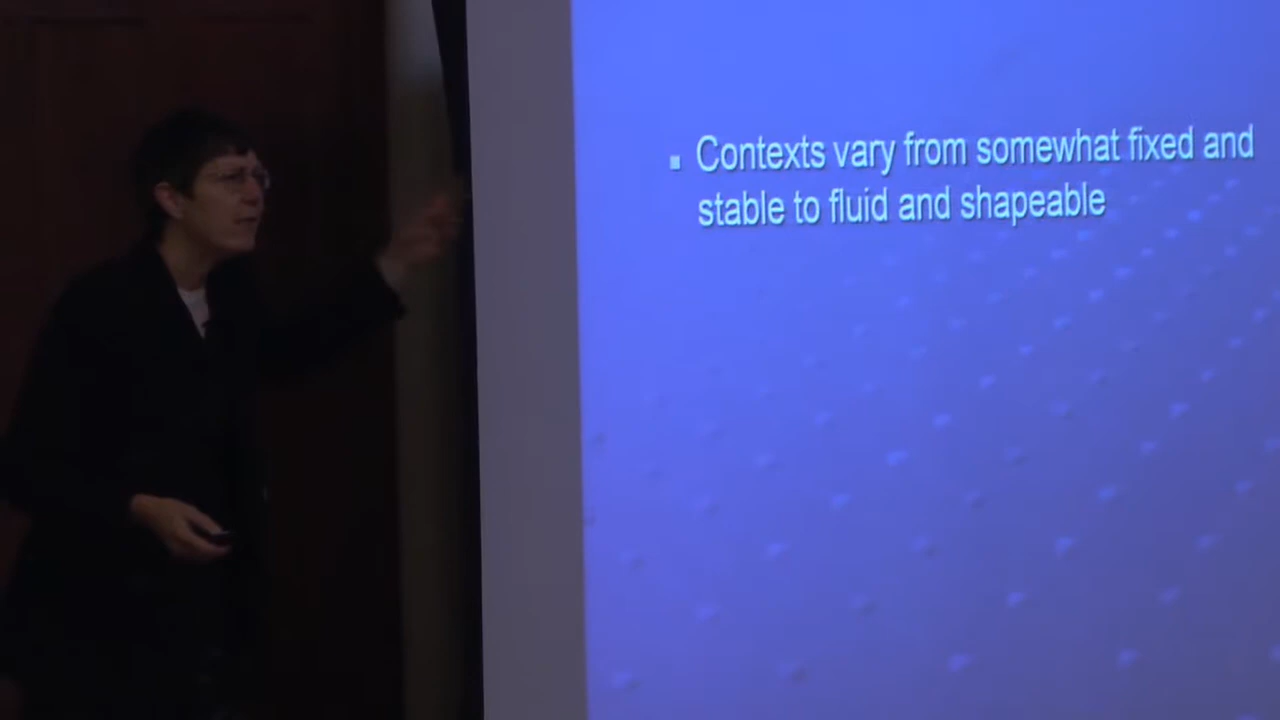 ▪ Contexts vary from somewhat fixed and
stable to fluid and shapeable